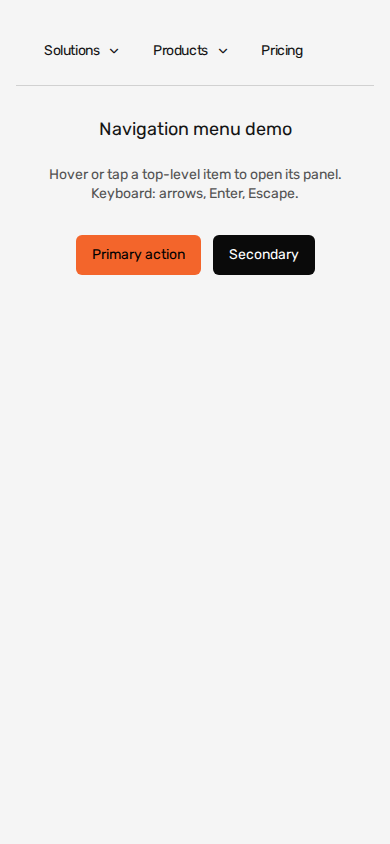 Solutions Products Pricing
Navigation menu demo
Hover or tap a top-level item to open its panel.
Keyboard: arrows, Enter, Escape.
Primary action Secondary